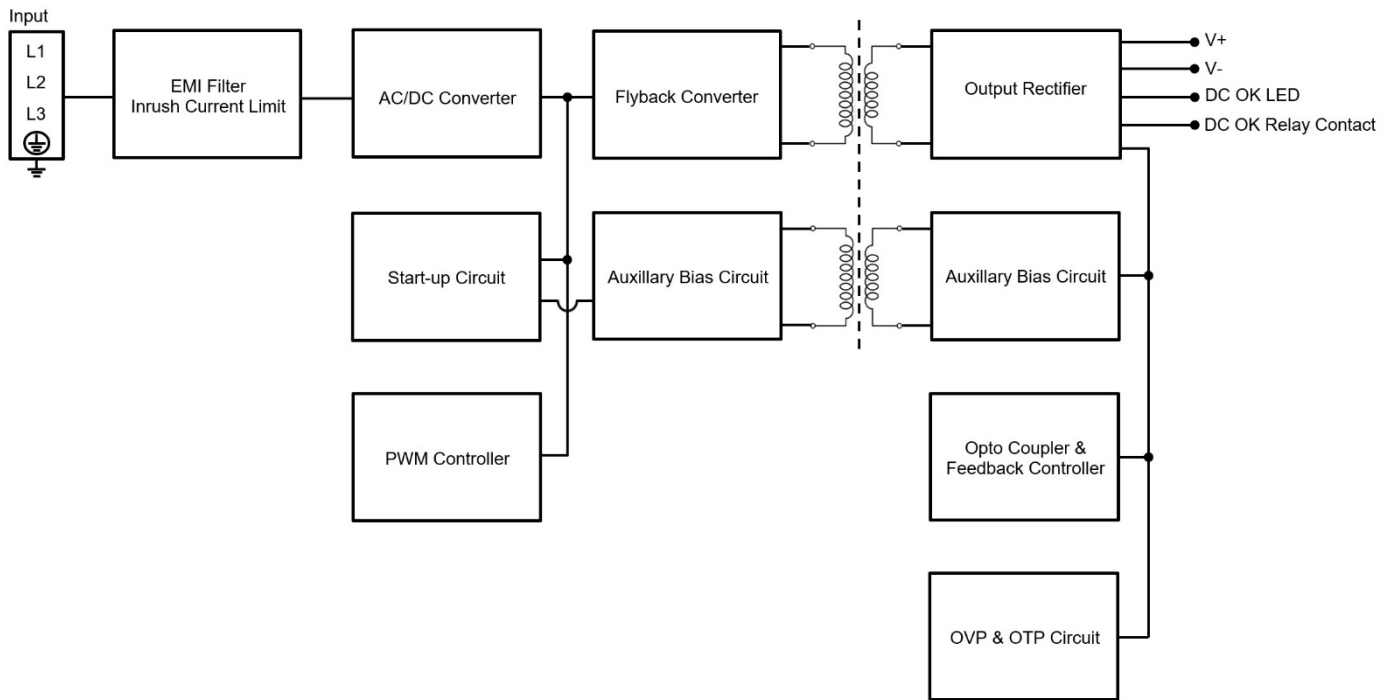 Input
L1
L2
L3
EMI Filter
Inrush Current Limit
AC/DC Converter
Flyback Converter
Output Rectifier
V+
V-
DC OK LED
DC OK Relay Contact
Start-up Circuit
Auxillary Bias Circuit
Auxillary Bias Circuit
PWM Controller
Opto Coupler &
Feedback Controller
OVP & OTP Circuit